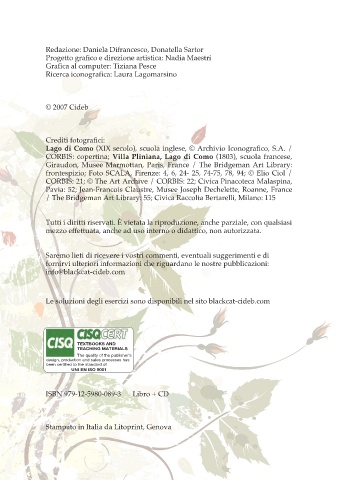 Redazione: Daniela Difrancesco, Donatella Sartor
Progetto grafico e direzione artistica: Nadia Maestri
Grafica al computer: Tiziana Pesce
Ricerca iconografica: Laura Lagomarsino
© 2007 Cideb
Crediti fotografici:
Lago di Como (XIX secolo), scuola inglese, © Archivio Iconografico, S.A. /
CORBIS: copertina; Villa Pliniana, Lago di Como (1803), scuola francese,
Giraudon, Musee Marmottan, Paris, France / The Bridgeman Art Library:
frontespizio; Foto SCALA, Firenze: 4, 6, 24- 25, 74-75, 78, 94; © Elio Ciol /
CORBIS: 21; © The Art Archive / CORBIS: 22; Civica Pinacoteca Malaspina,
Pavia: 52; Jean-Francois Claustre, Musee Joseph Dechelette, Roanne, France
/ The Bridgeman Art Library: 55; Civica Raccolta Bertarelli, Milano: 115
Tutti i diritti riservati. È vietata la riproduzione, anche parziale, con qualsiasi
mezzo effettuata, anche ad uso interno o didattico, non autorizzata.
Saremo lieti di ricevere i vostri commenti, eventuali suggerimenti e di
fornirvi ulteriori informazioni che riguardano le nostre pubblicazioni:
info@blackcat-cideb.com
Le soluzioni degli esercizi sono disponibili nel sito blackcat-cideb.com
CISQ CISQCERT
TEXTBOOKS AND
TEACHING MATERIALS
The quality of the publisher's
design, production and sales processes has
been certified to the standard of
UNI EN ISO 9001
ISBN 979-12-5980-089-3 Libro + CD
Stampato in Italia da Litoprint, Genova